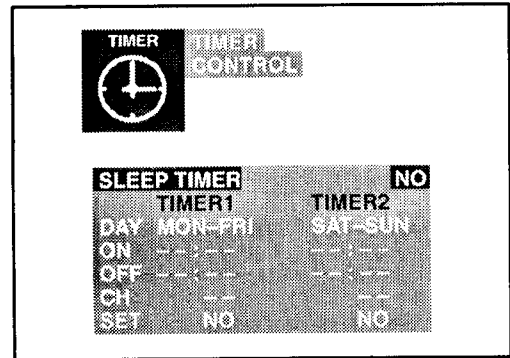 TIMER
TIMER
CONTROL
SLEEP TIMER NO
TIMER1 TIMER2
DAY MON-FRI SAT-SUN
ON --:-- --:--
OFF --:-- --:--
CH -- --
SET NO NO